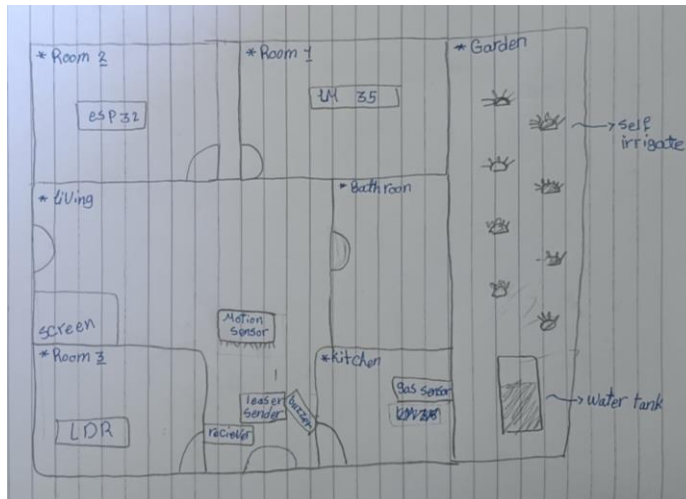 * Room 2
* Room 1
* Garden
esp 32
LM 35
self
irrigate
* Living
* Bathroon
screen
Motion
sensor
* Room 3
* Kitchen
gas sensor
leaser
sender
buzzer
LDR
reciever
water tank